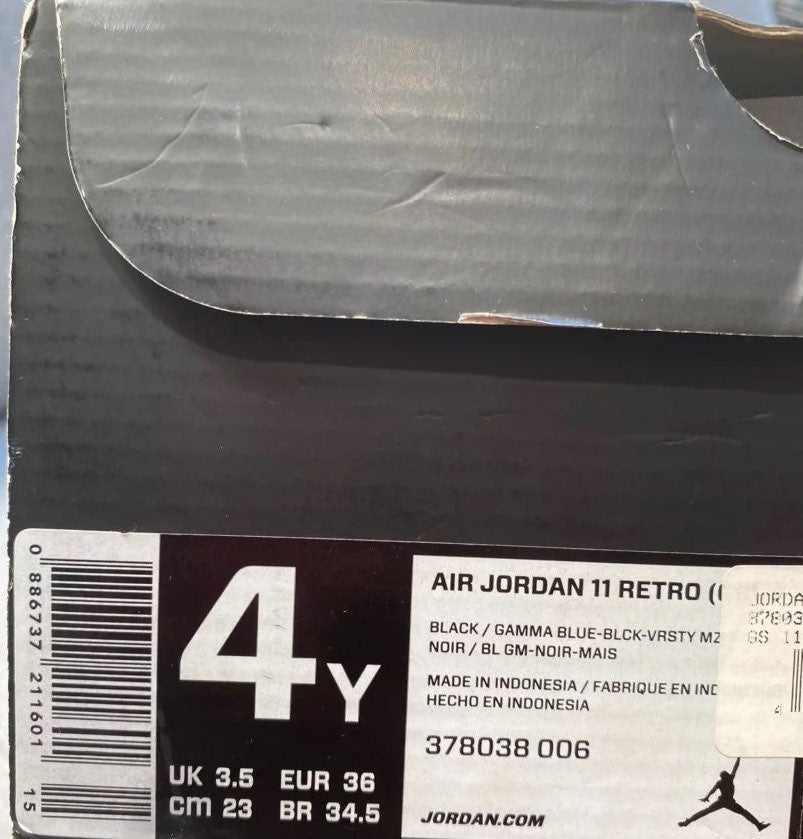 0 886737 211601 15
4Y
UK 3.5 EUR 36
cm 23 BR 34.5
AIR JORDAN 11 RETRO (
BLACK / GAMMA BLUE-BLCK-VRSTY MZ
NOIR / BL GM-NOIR-MAIS
MADE IN INDONESIA / FABRIQUE EN IND
HECHO EN INDONESIA
378038 006
JORDAN.COM
JORDA
37803
GS 11
4